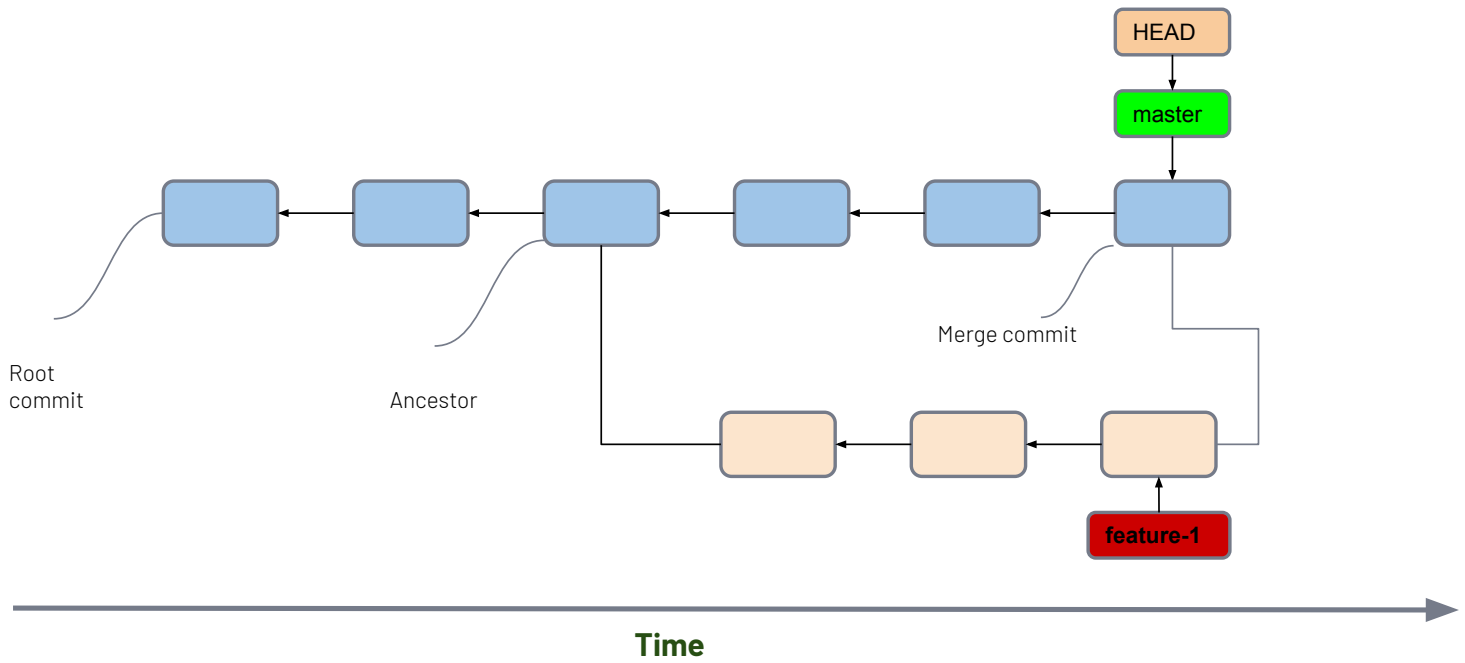 HEAD
master
Merge commit
Root
commit
Ancestor
feature-1
Time